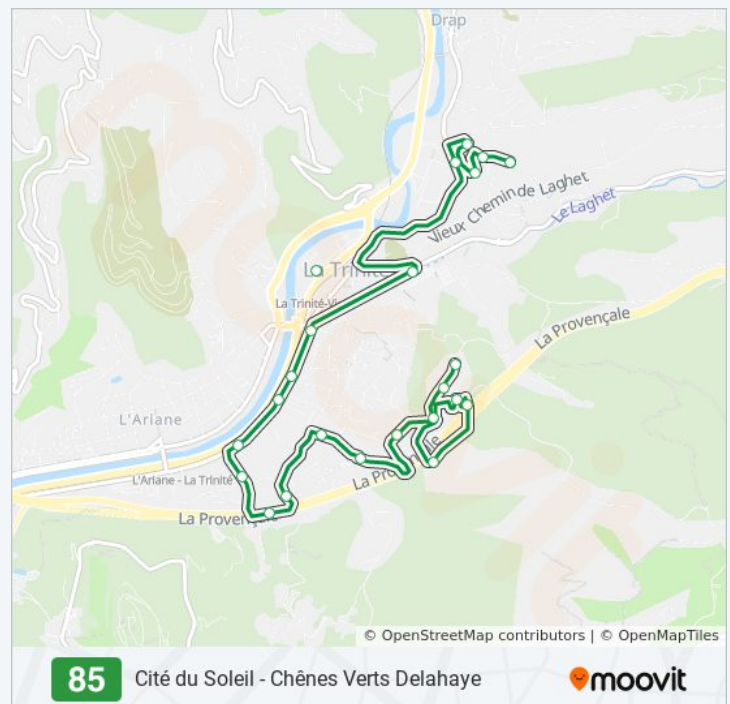 Drap
Vieux Chemin de Laghet
Le Laghet
La Trinité
La Trinité-Vi
La Provençale
L'Ariane
La Provençale
L'Ariane - La Trinité
La Provençale
© OpenStreetMap contributors | © OpenMapTiles
85 Cité du Soleil - Chênes Verts Delahaye moovit